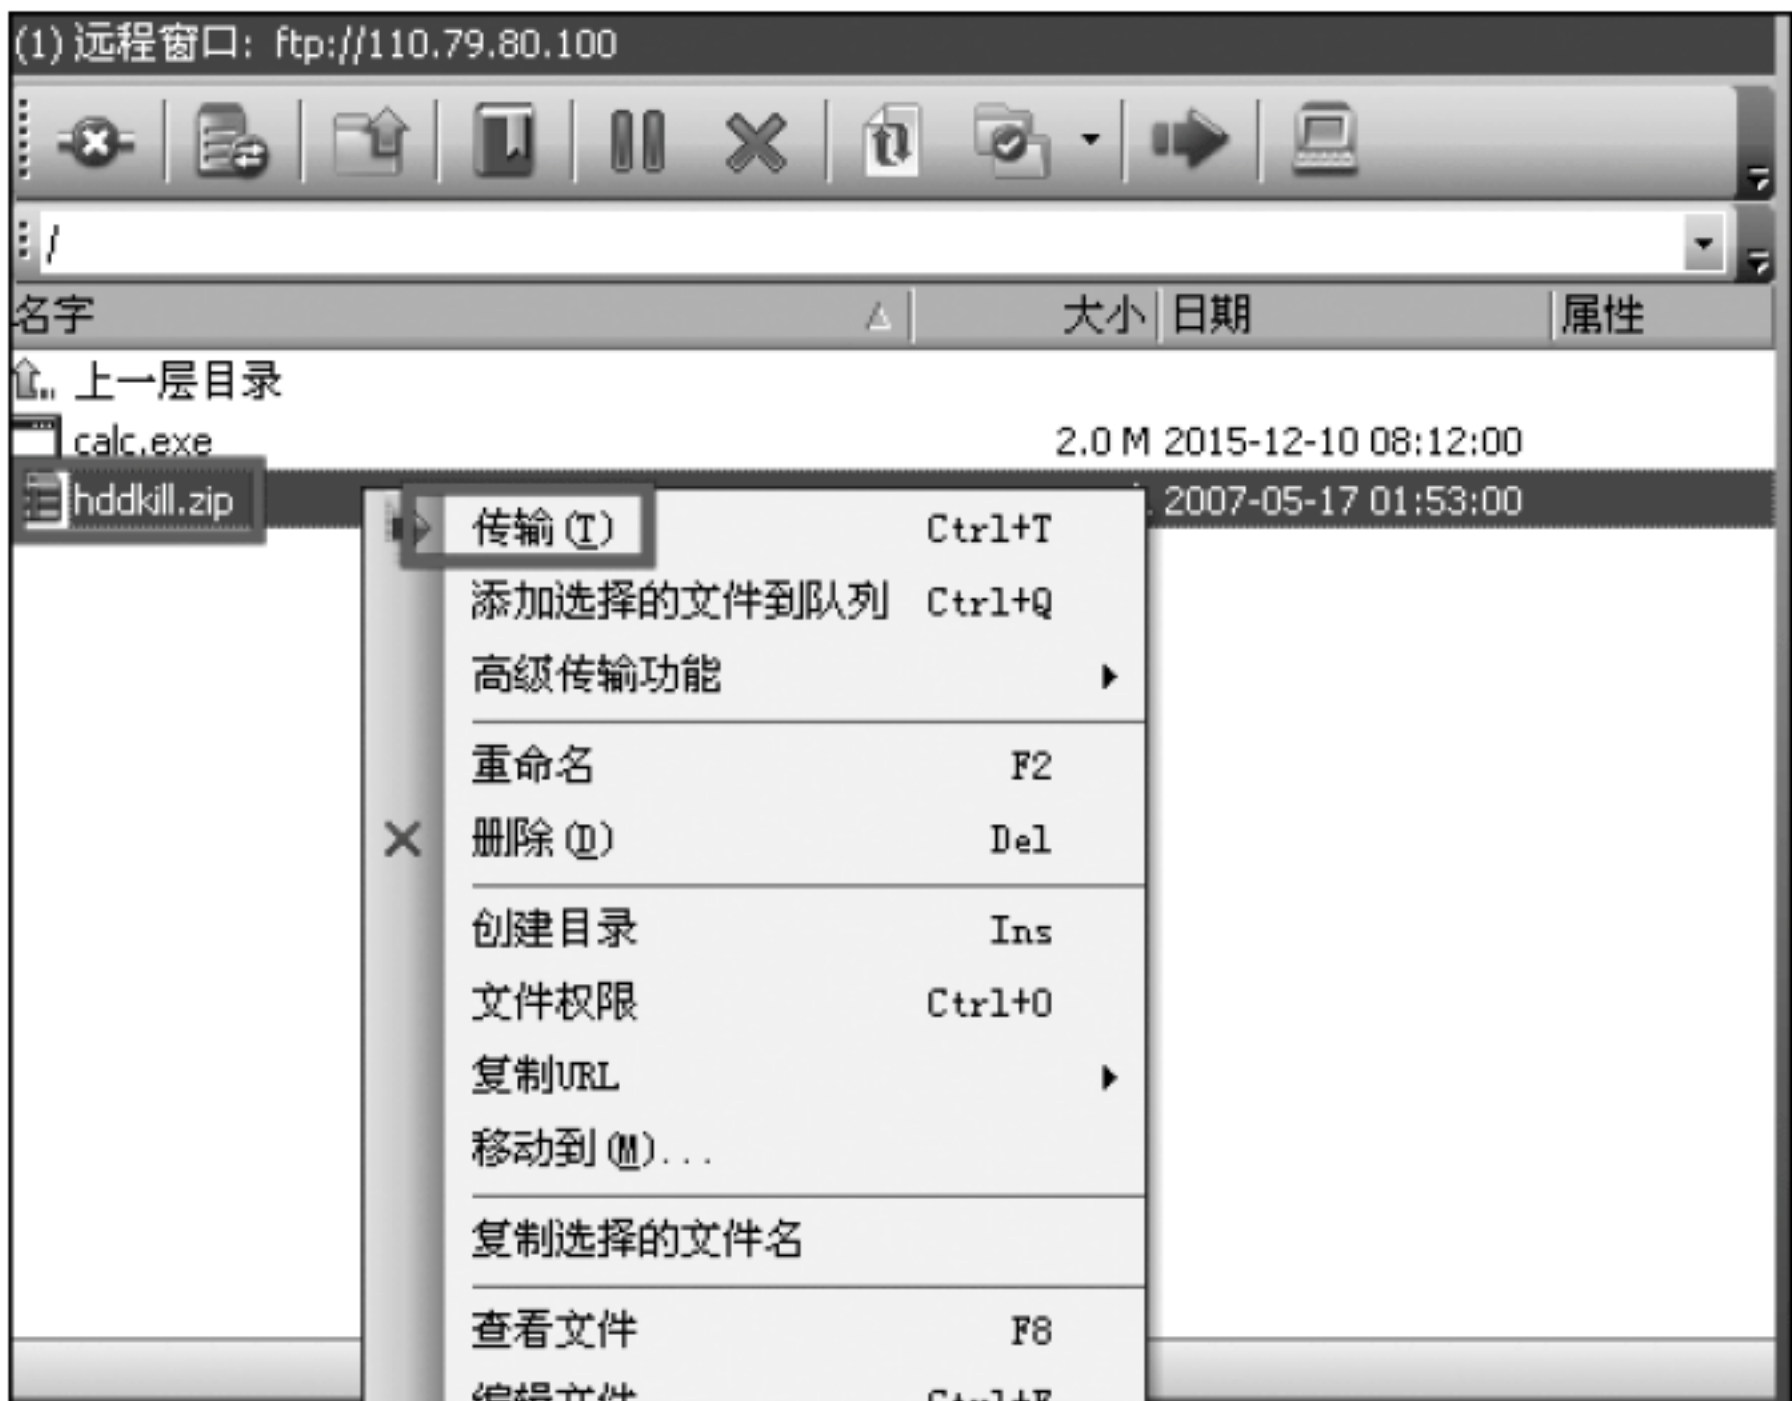 (1) 远程窗口: ftp://110.79.80.100
/
名字 大小 日期 属性
上一层目录
calc.exe 2.0 M 2015-12-10 08:12:00
hddkill.zip 2007-05-17 01:53:00
传输(T) Ctrl+T
添加选择的文件到队列 Ctrl+Q
高级传输功能
重命名 F2
删除(D) Del
创建目录 Ins
文件权限 Ctrl+O
复制URL
移动到(M)...
复制选择的文件名
查看文件 F8
编辑文件